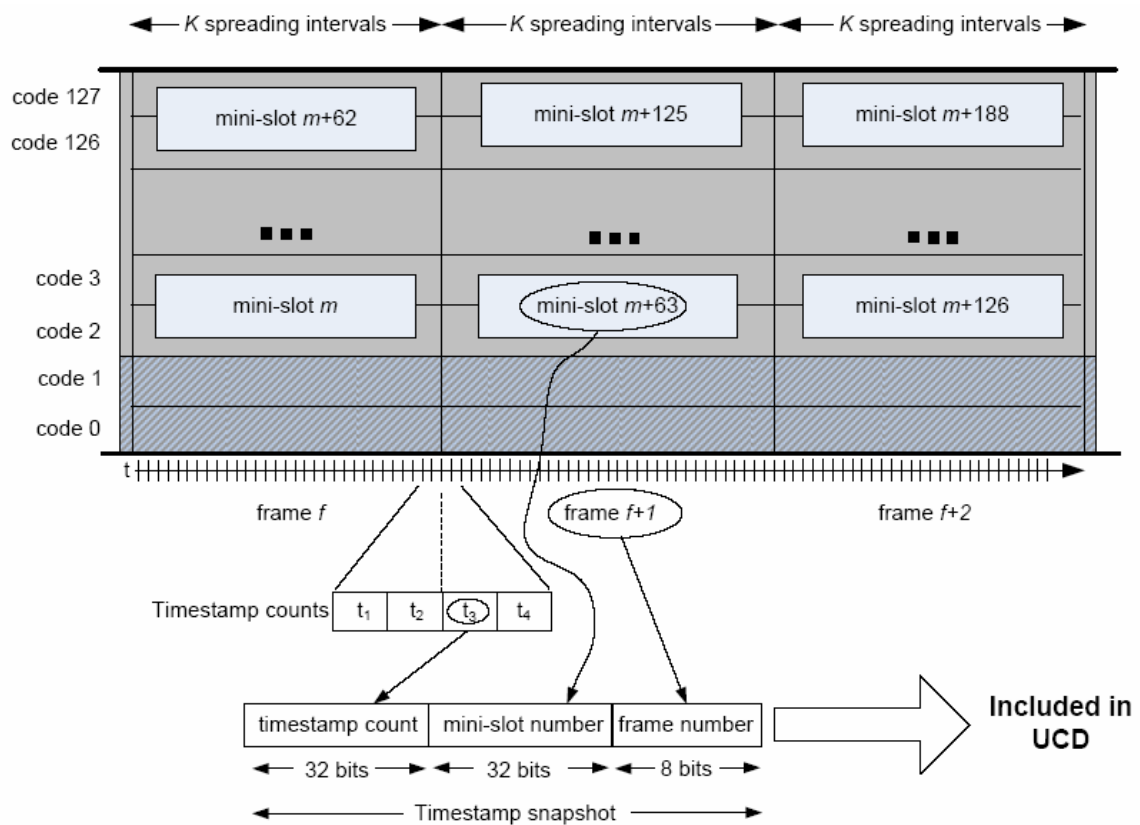 K spreading intervals K spreading intervals K spreading intervals
code 127
mini-slot m+62 mini-slot m+125 mini-slot m+188
code 126
code 3
mini-slot m mini-slot m+63 mini-slot m+126
code 2
code 1
code 0
t
frame f frame f+1 frame f+2
Timestamp counts t₁ t₂ t₃ t₄
timestamp count mini-slot number frame number
Included in
UCD
32 bits 32 bits 8 bits
Timestamp snapshot